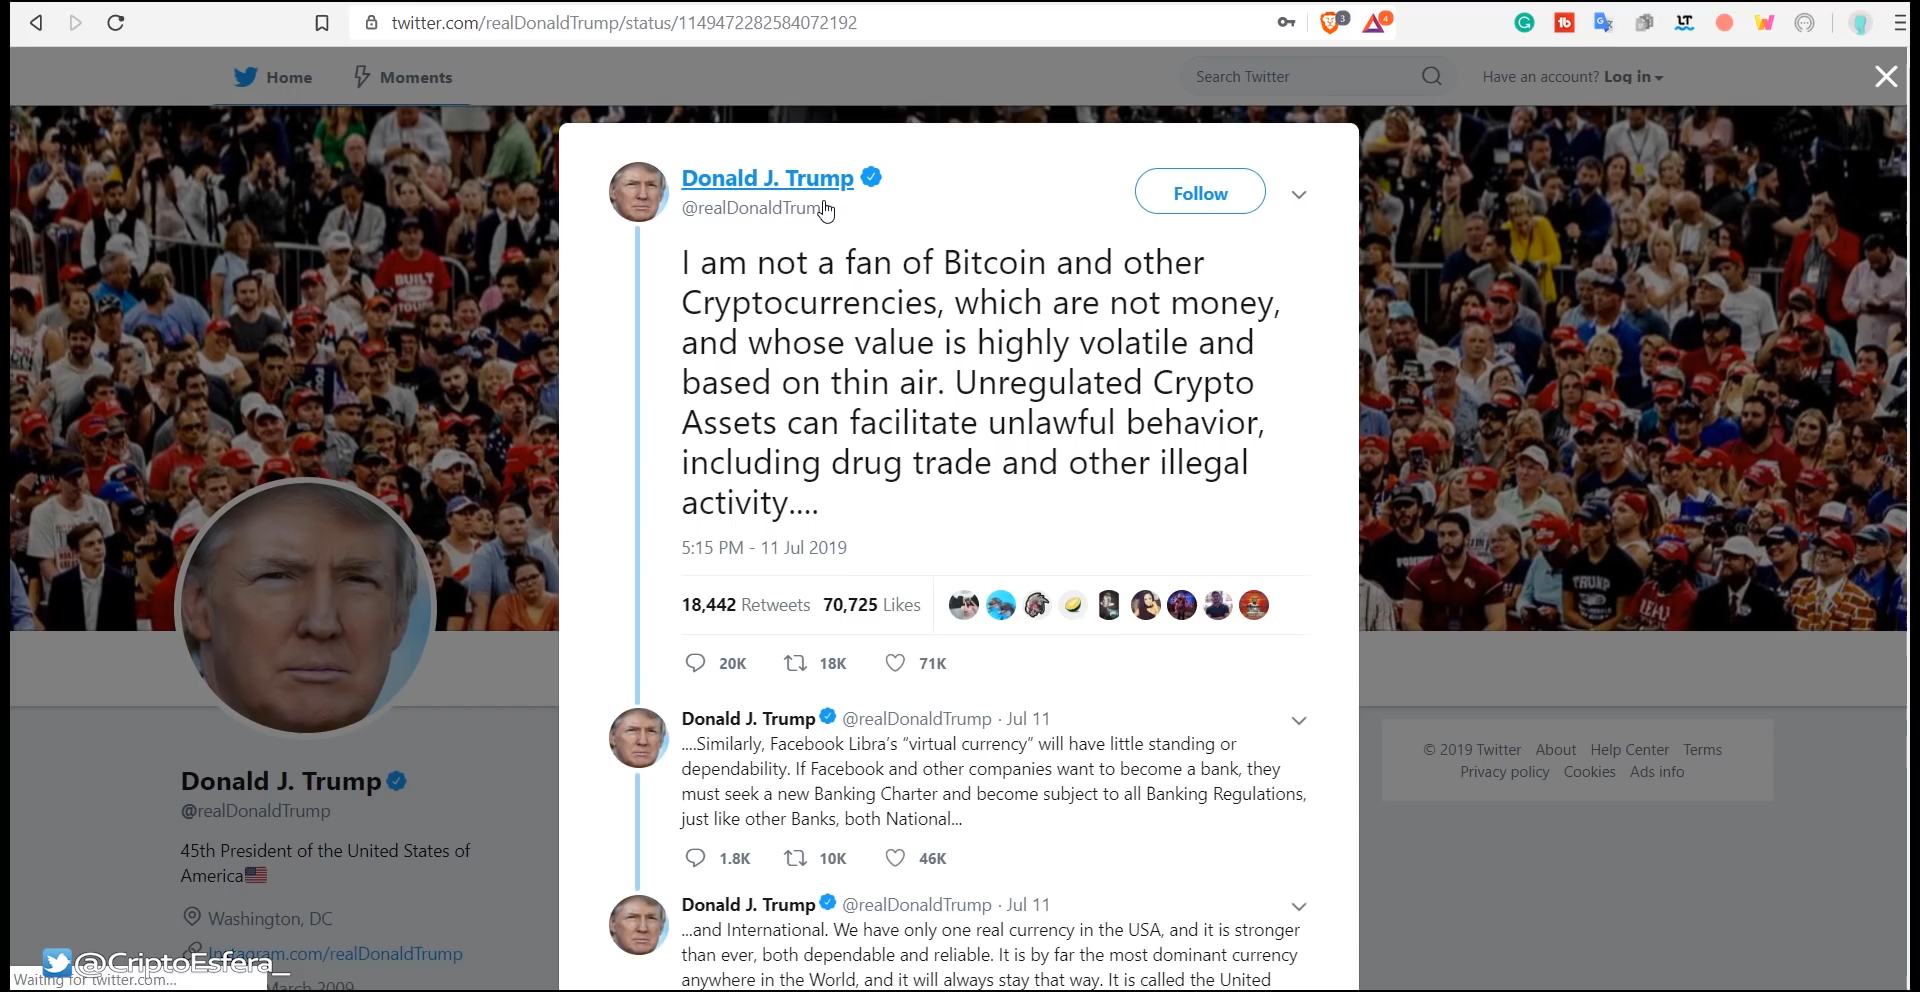 twitter.com/realDonaldTrump/status/1149472282584072192
3
4
Home
Moments
Search Twitter
Have an account? Log in
Donald J. Trump
@realDonaldTrump
Follow
I am not a fan of Bitcoin and other
Cryptocurrencies, which are not money,
and whose value is highly volatile and
based on thin air. Unregulated Crypto
Assets can facilitate unlawful behavior,
including drug trade and other illegal
activity....
5:15 PM - 11 Jul 2019
18,442 Retweets 70,725 Likes
20K 18K 71K
Donald J. Trump @realDonaldTrump · Jul 11
....Similarly, Facebook Libra’s “virtual currency” will have little standing or
dependability. If Facebook and other companies want to become a bank, they
must seek a new Banking Charter and become subject to all Banking Regulations,
just like other Banks, both National...
1.8K 10K 46K
Donald J. Trump @realDonaldTrump · Jul 11
...and International. We have only one real currency in the USA, and it is stronger
than ever, both dependable and reliable. It is by far the most dominant currency
anywhere in the World, and it will always stay that way. It is called the United
Donald J. Trump
@realDonaldTrump
45th President of the United States of
America
Washington, DC
Instagram.com/realDonaldTrump
@CriptoEsfera_
Waiting for twitter.com...
March 2009
© 2019 Twitter About Help Center Terms
Privacy policy Cookies Ads info
BUILT
TRUMP